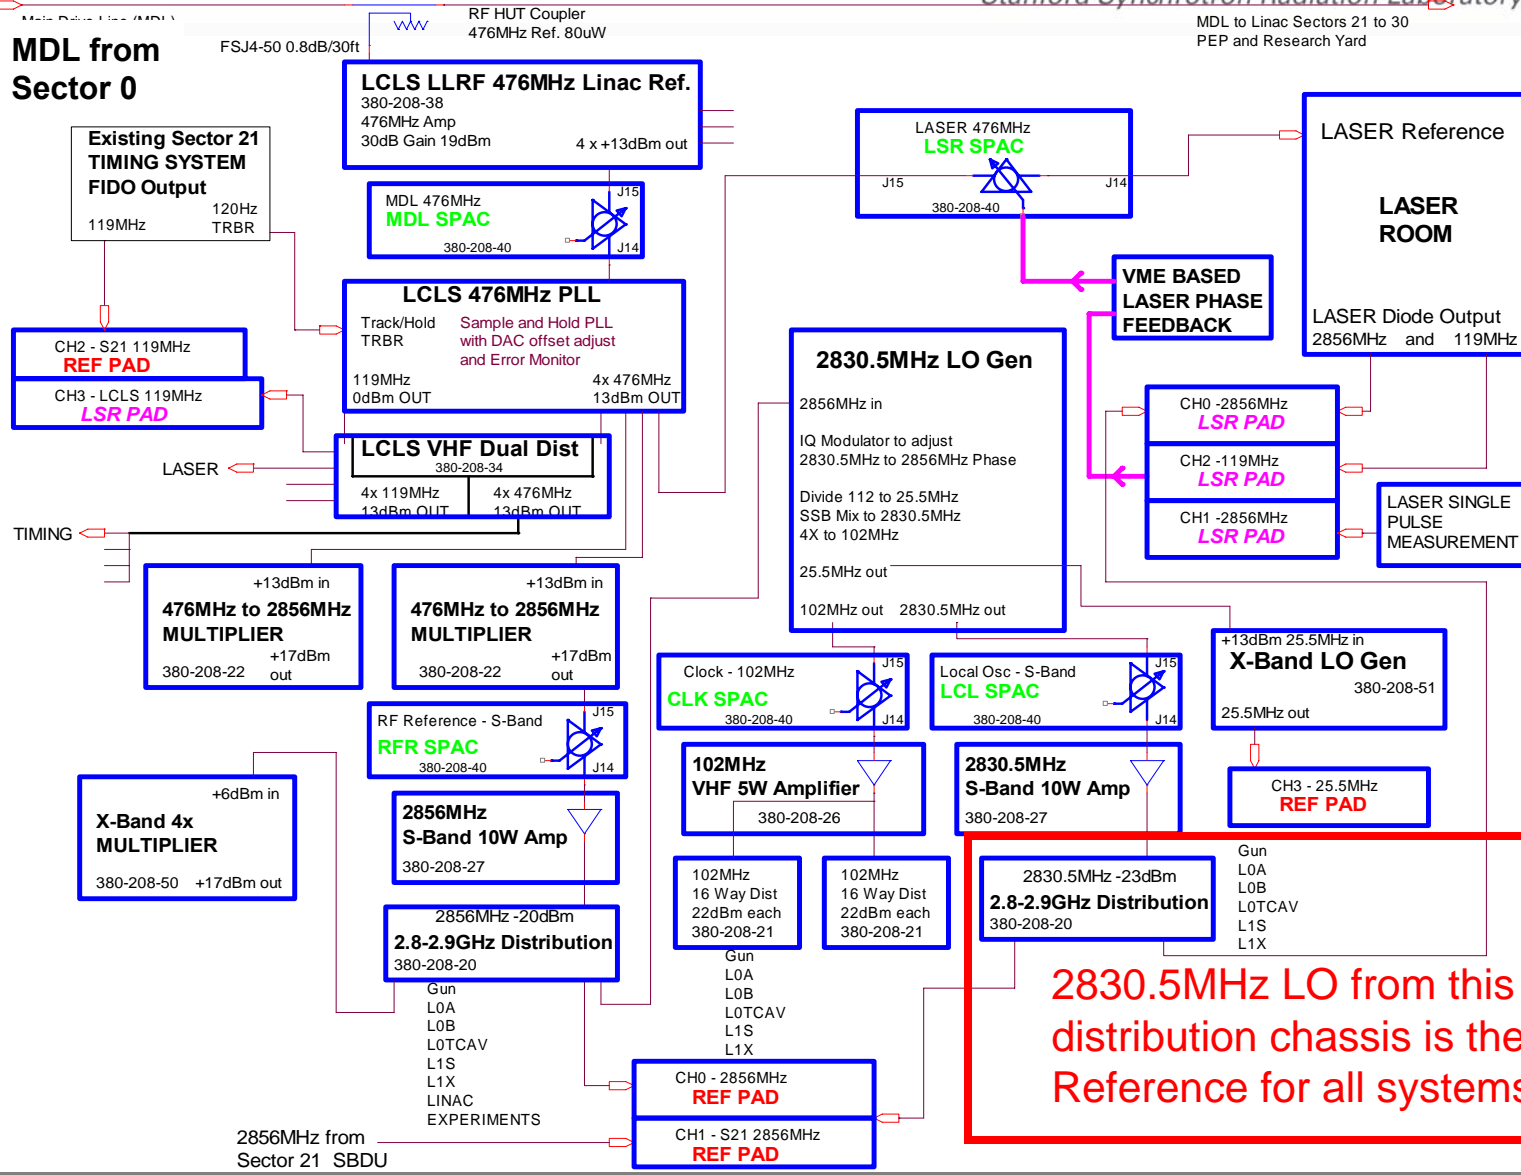 Stanford Synchrotron Radiation Laboratory
Main Drive Line (MDL)
RF HUT Coupler
476MHz Ref. 80uW
MDL to Linac Sectors 21 to 30
PEP and Research Yard
MDL from
Sector 0
FSJ4-50 0.8dB/30ft
LCLS LLRF 476MHz Linac Ref.
380-208-38
476MHz Amp
30dB Gain 19dBm
4 x +13dBm out
Existing Sector 21
TIMING SYSTEM
FIDO Output
119MHz
120Hz
TRBR
MDL 476MHz
MDL SPAC
380-208-40
J15
J14
LASER 476MHz
LSR SPAC
J15
J14
380-208-40
LASER Reference
LASER
ROOM
LASER Diode Output
2856MHz and 119MHz
VME BASED
LASER PHASE
FEEDBACK
LCLS 476MHz PLL
Track/Hold
TRBR
Sample and Hold PLL
with DAC offset adjust
and Error Monitor
119MHz
0dBm OUT
4x 476MHz
13dBm OUT
CH2 - S21 119MHz
REF PAD
CH3 - LCLS 119MHz
LSR PAD
LASER
TIMING
LCLS VHF Dual Dist
380-208-34
4x 119MHz
13dBm OUT
4x 476MHz
13dBm OUT
2830.5MHz LO Gen
2856MHz in
IQ Modulator to adjust
2830.5MHz to 2856MHz Phase
Divide 112 to 25.5MHz
SSB Mix to 2830.5MHz
4X to 102MHz
25.5MHz out
102MHz out 2830.5MHz out
CH0 -2856MHz
LSR PAD
CH2 -119MHz
LSR PAD
CH1 -2856MHz
LSR PAD
LASER SINGLE
PULSE
MEASUREMENT
+13dBm in
476MHz to 2856MHz
MULTIPLIER
+17dBm
380-208-22 out
+13dBm in
476MHz to 2856MHz
MULTIPLIER
+17dBm
380-208-22 out
Clock - 102MHz
CLK SPAC
380-208-40
J15
J14
Local Osc - S-Band
LCL SPAC
380-208-40
J15
J14
+13dBm 25.5MHz in
X-Band LO Gen
380-208-51
25.5MHz out
RF Reference - S-Band
RFR SPAC
380-208-40
J15
J14
102MHz
VHF 5W Amplifier
380-208-26
2830.5MHz
S-Band 10W Amp
380-208-27
CH3 - 25.5MHz
REF PAD
+6dBm in
X-Band 4x
MULTIPLIER
380-208-50 +17dBm out
2856MHz
S-Band 10W Amp
380-208-27
102MHz
16 Way Dist
22dBm each
380-208-21
102MHz
16 Way Dist
22dBm each
380-208-21
2830.5MHz -23dBm
2.8-2.9GHz Distribution
380-208-20
Gun
L0A
L0B
L0TCAV
L1S
L1X
2856MHz -20dBm
2.8-2.9GHz Distribution
380-208-20
Gun
L0A
L0B
L0TCAV
L1S
L1X
LINAC
EXPERIMENTS
Gun
L0A
L0B
L0TCAV
L1S
L1X
2830.5MHz LO from this
distribution chassis is the
Reference for all systems
CH0 - 2856MHz
REF PAD
CH1 - S21 2856MHz
REF PAD
2856MHz from
Sector 21 SBDU